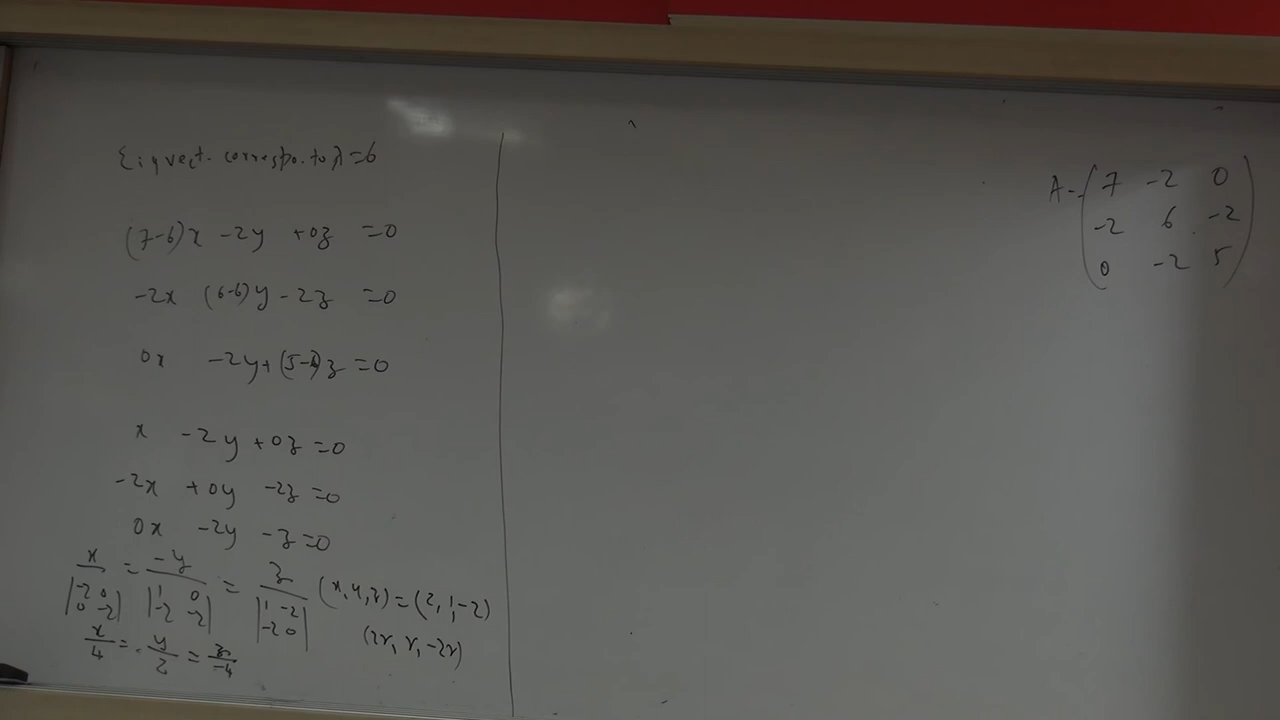 Eigvect. correspo. to λ=6
(7-6)x -2y +0z =0
-2x (6-6)y -2z =0
0x -2y+(5-6)z =0
x -2y +0z =0
-2x +0y -2z =0
0x -2y -z =0
x/|-2 0; 0 -2| = -y/|1 0; -2 -2| = z/|1 -2; -2 0| (x,y,z) = (2,1,-2)
x/4 = y/2 = z/-4 (2r, r, -2r)
A = (7 -2 0
-2 6 -2
0 -2 5)